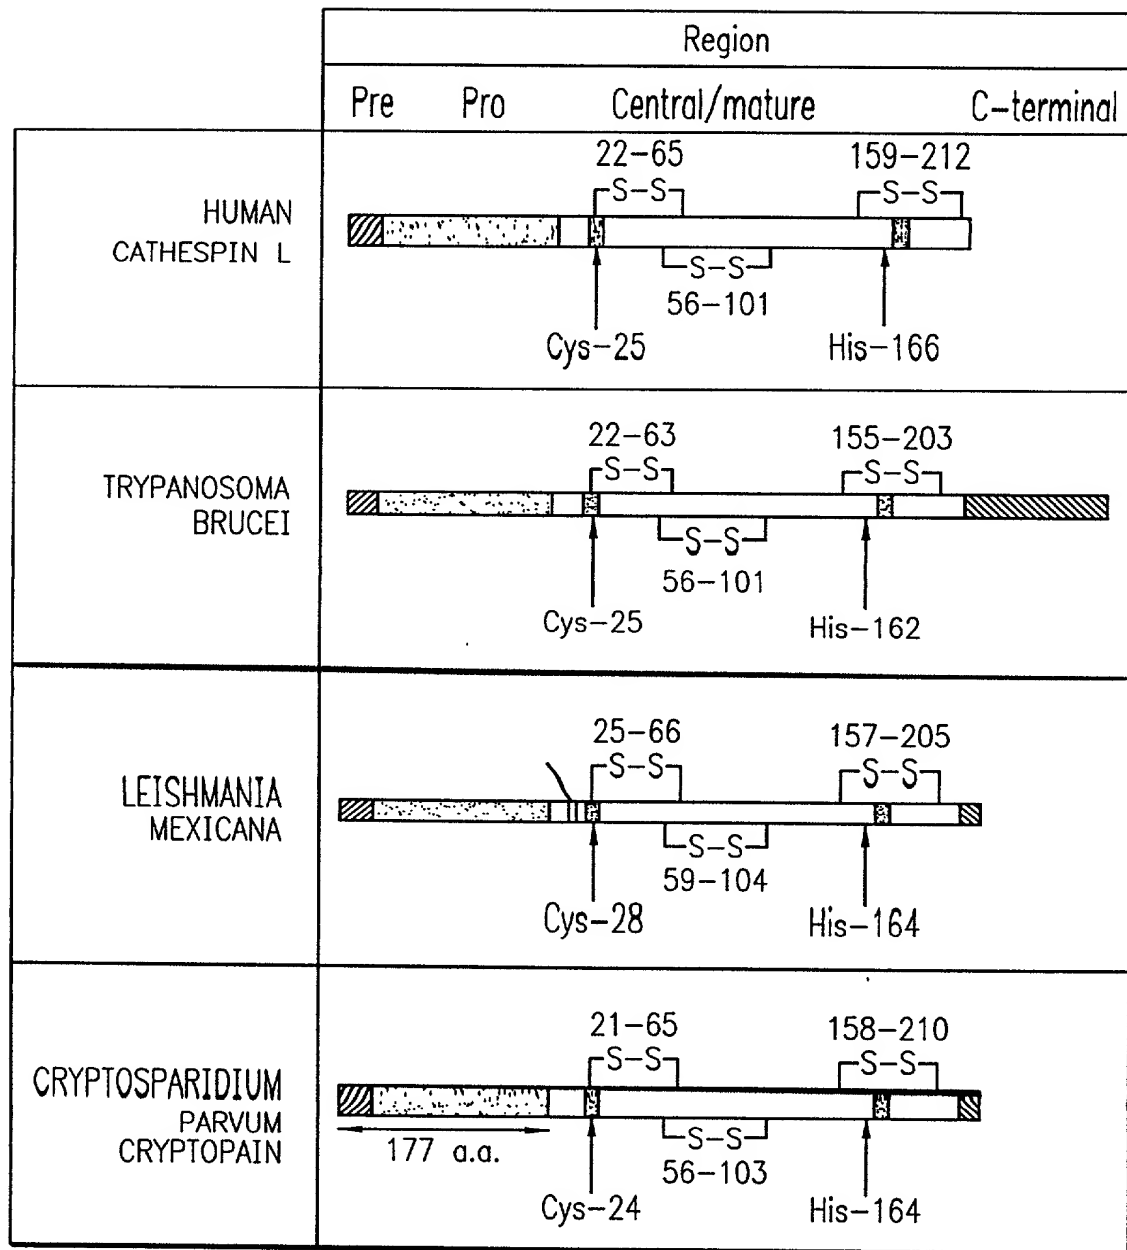 Region
Pre Pro Central/mature C-terminal
HUMAN
CATHESPIN L
22-65
S-S
159-212
S-S
S-S
56-101
Cys-25
His-166
TRYPANOSOMA
BRUCEI
22-63
S-S
155-203
S-S
S-S
56-101
Cys-25
His-162
LEISHMANIA
MEXICANA
25-66
S-S
157-205
S-S
S-S
59-104
Cys-28
His-164
CRYPTOSPARIDIUM
PARVUM
CRYPTOPAIN
21-65
S-S
158-210
S-S
177 a.a.
S-S
56-103
Cys-24
His-164